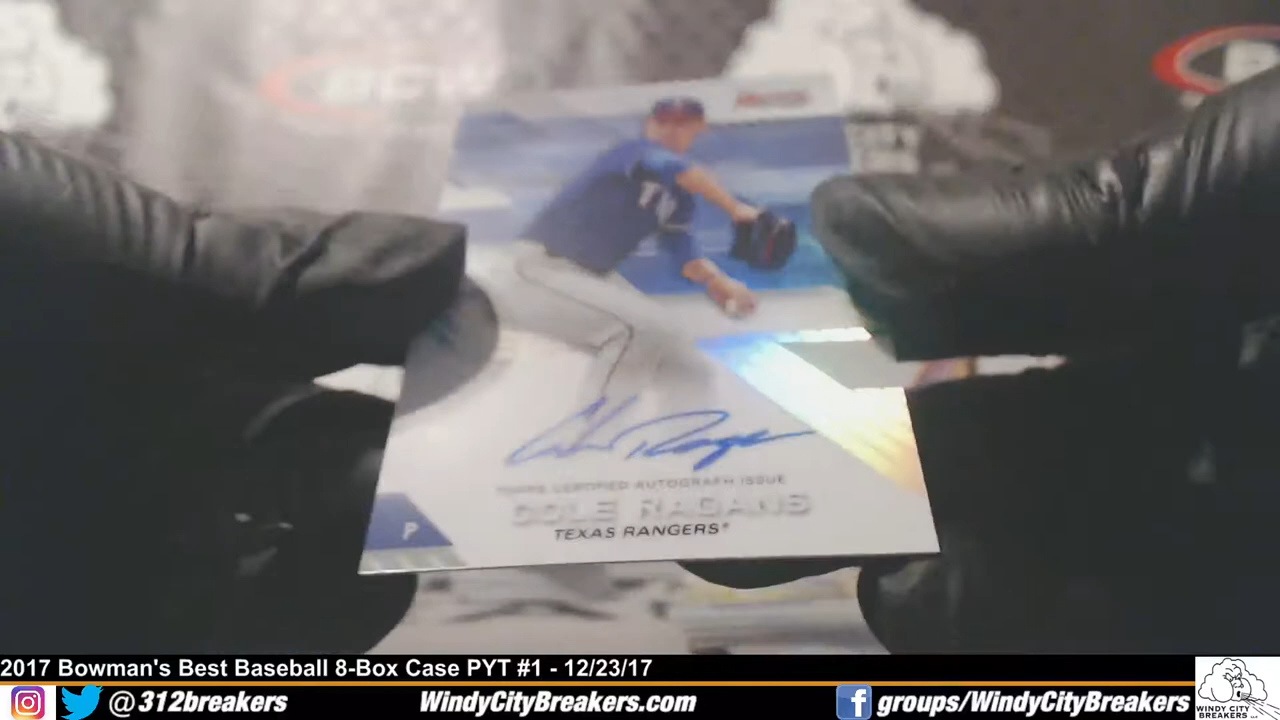 TOPPS CERTIFIED AUTOGRAPH ISSUE
COLE RAGANS
TEXAS RANGERS
P
2017 Bowman's Best Baseball 8-Box Case PYT #1 - 12/23/17
@312breakers WindyCityBreakers.com groups/WindyCityBreakers
WINDY CITY
BREAKERS LLC